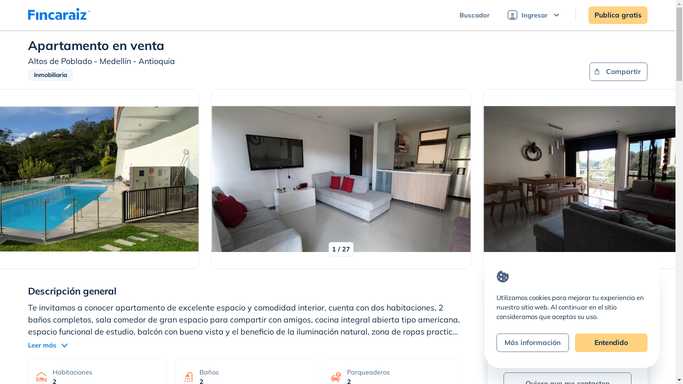 Fincaraiz
Buscador
Ingresar
Publica gratis
Apartamento en venta
Altos de Poblado - Medellín - Antioquia
Inmobiliaria
Compartir
1 / 27
Descripción general
Te invitamos a conocer apartamento de excelente espacio y comodidad interior, cuenta con dos habitaciones, 2
baños completos, sala comedor de gran espacio para compartir con amigos, cocina integral abierta tipo americana,
espacio funcional de estudio, balcón con buena vista y el beneficio de la iluminación natural, zona de ropas practic...
Leer más
Habitaciones
2
Baños
2
Parqueaderos
2
Utilizamos cookies para mejorar tu experiencia en
nuestro sitio web. Al continuar en el sitio
consideramos que aceptas su uso.
Más información
Entendido
Quiero que me contacten